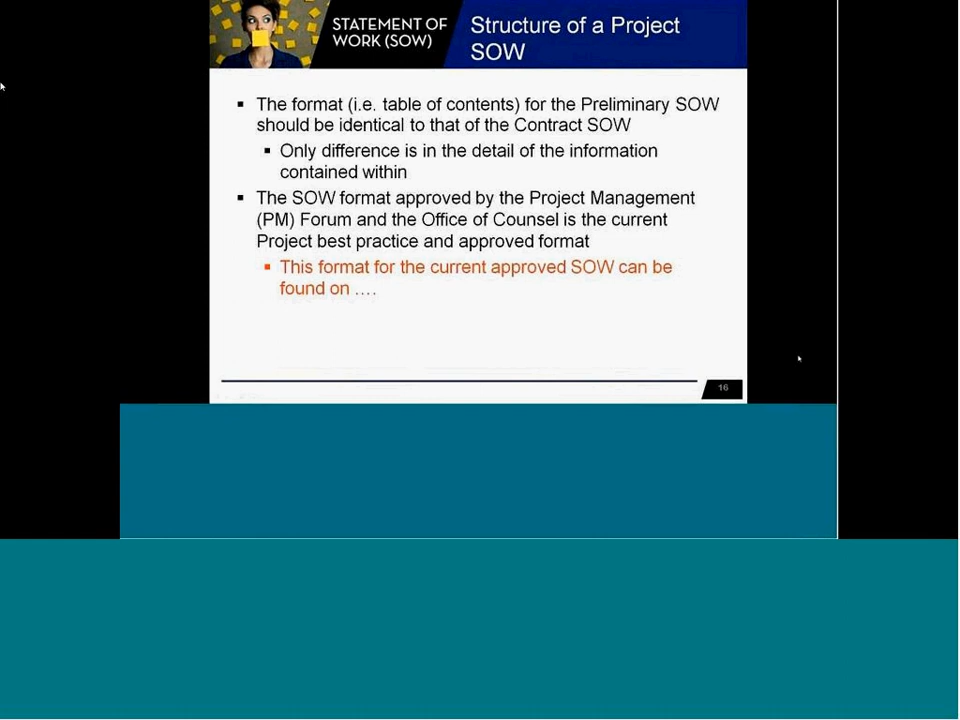 STATEMENT OF
WORK (SOW)
Structure of a Project
SOW
▪ The format (i.e. table of contents) for the Preliminary SOW
should be identical to that of the Contract SOW
▪ Only difference is in the detail of the information
contained within
▪ The SOW format approved by the Project Management
(PM) Forum and the Office of Counsel is the current
Project best practice and approved format
▪ This format for the current approved SOW can be
found on ....
16